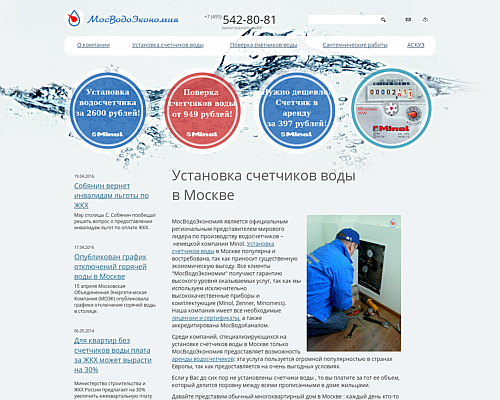 МосВодоЭкономия
+7 (495) 542-80-81
О компании
Установка счетчиков воды
Поверка счетчиков воды
Сантехнические работы
АСКУЭ
Установка
водосчетчика
за 2600 рублей!
Minol
Поверка
счетчиков воды
от 949 рублей!
Minol
Нужно дешевле?
Счетчик в
аренду
за 397 рублей!
Minol
Minol
19.04.2016
Собянин вернет
инвалидам льготы по
ЖКХ
Мэр столицы С. Собянин пообещал
решить вопрос о предоставлении
инвалидам льгот по оплате ЖКХ.
17.04.2016
Опубликован график
отключений горячей
воды в Москве
15 апреля Московская
Объединенная Энергетическая
Компания (МОЭК) опубликовала
графики отключения горячей воды
в столице.
06.05.2014
Для квартир без
счетчиков воды плата
за ЖКХ может вырасти
на 30%
Министерство строительства и
ЖКХ России предлагает на 30%
увеличить ежеквартальную плату
Установка счетчиков воды
в Москве
МосВодоЭкономия является официальным
региональным представителем мирового
лидера по производству водосчетчиков –
немецкой компании Minol. Установка
счетчиков воды в Москве популярна и
востребована, так как приносит существенную
экономическую выгоду. Все клиенты
"МосВодоЭкономии" получают гарантию
высокого уровня оказываемых услуг, так как мы
используем исключительно
высококачественные приборы и
комплектующие (Minol, Zenner, Minomess).
Наша компания имеет все необходимые
лицензии и сертификаты, а также
аккредитирована МосВодоКаналом.
Среди компаний, специализирующихся на
установке счетчиков воды в Москве только
МосВодоЭкономия предоставляет возможность
аренды водосчетчиков: эта услуга пользуется огромной популярностью в странах
Европы, так как предоставляется на очень выгодных условиях.
Если у Вас до сих пор не установлены счетчики воды , то вы платите за тот ее объем,
который делится поровну между всеми прописанными в доме жильцами.
Давайте представим обычный многоквартирный дом в Москве : каждый день кто-то